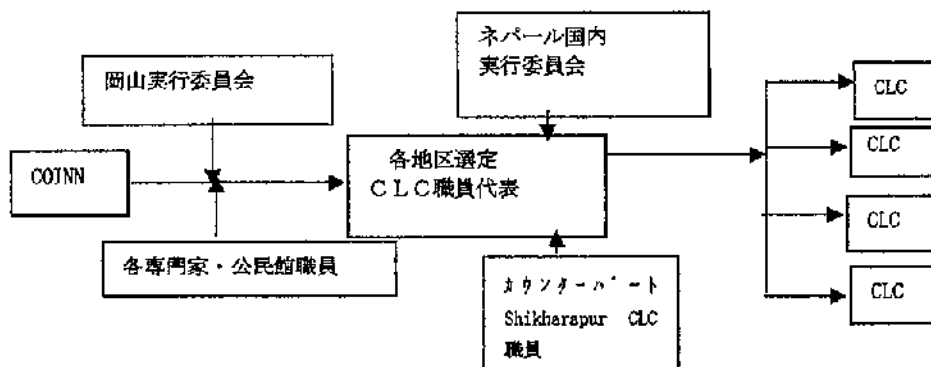 ネパール国内
実行委員会
岡山実行委員会
CLC
CLC
各地区選定
CLC職員代表
COINN
CLC
各専門家・公民館職員
カウンターパート
Shikharapur CLC
職員
CLC